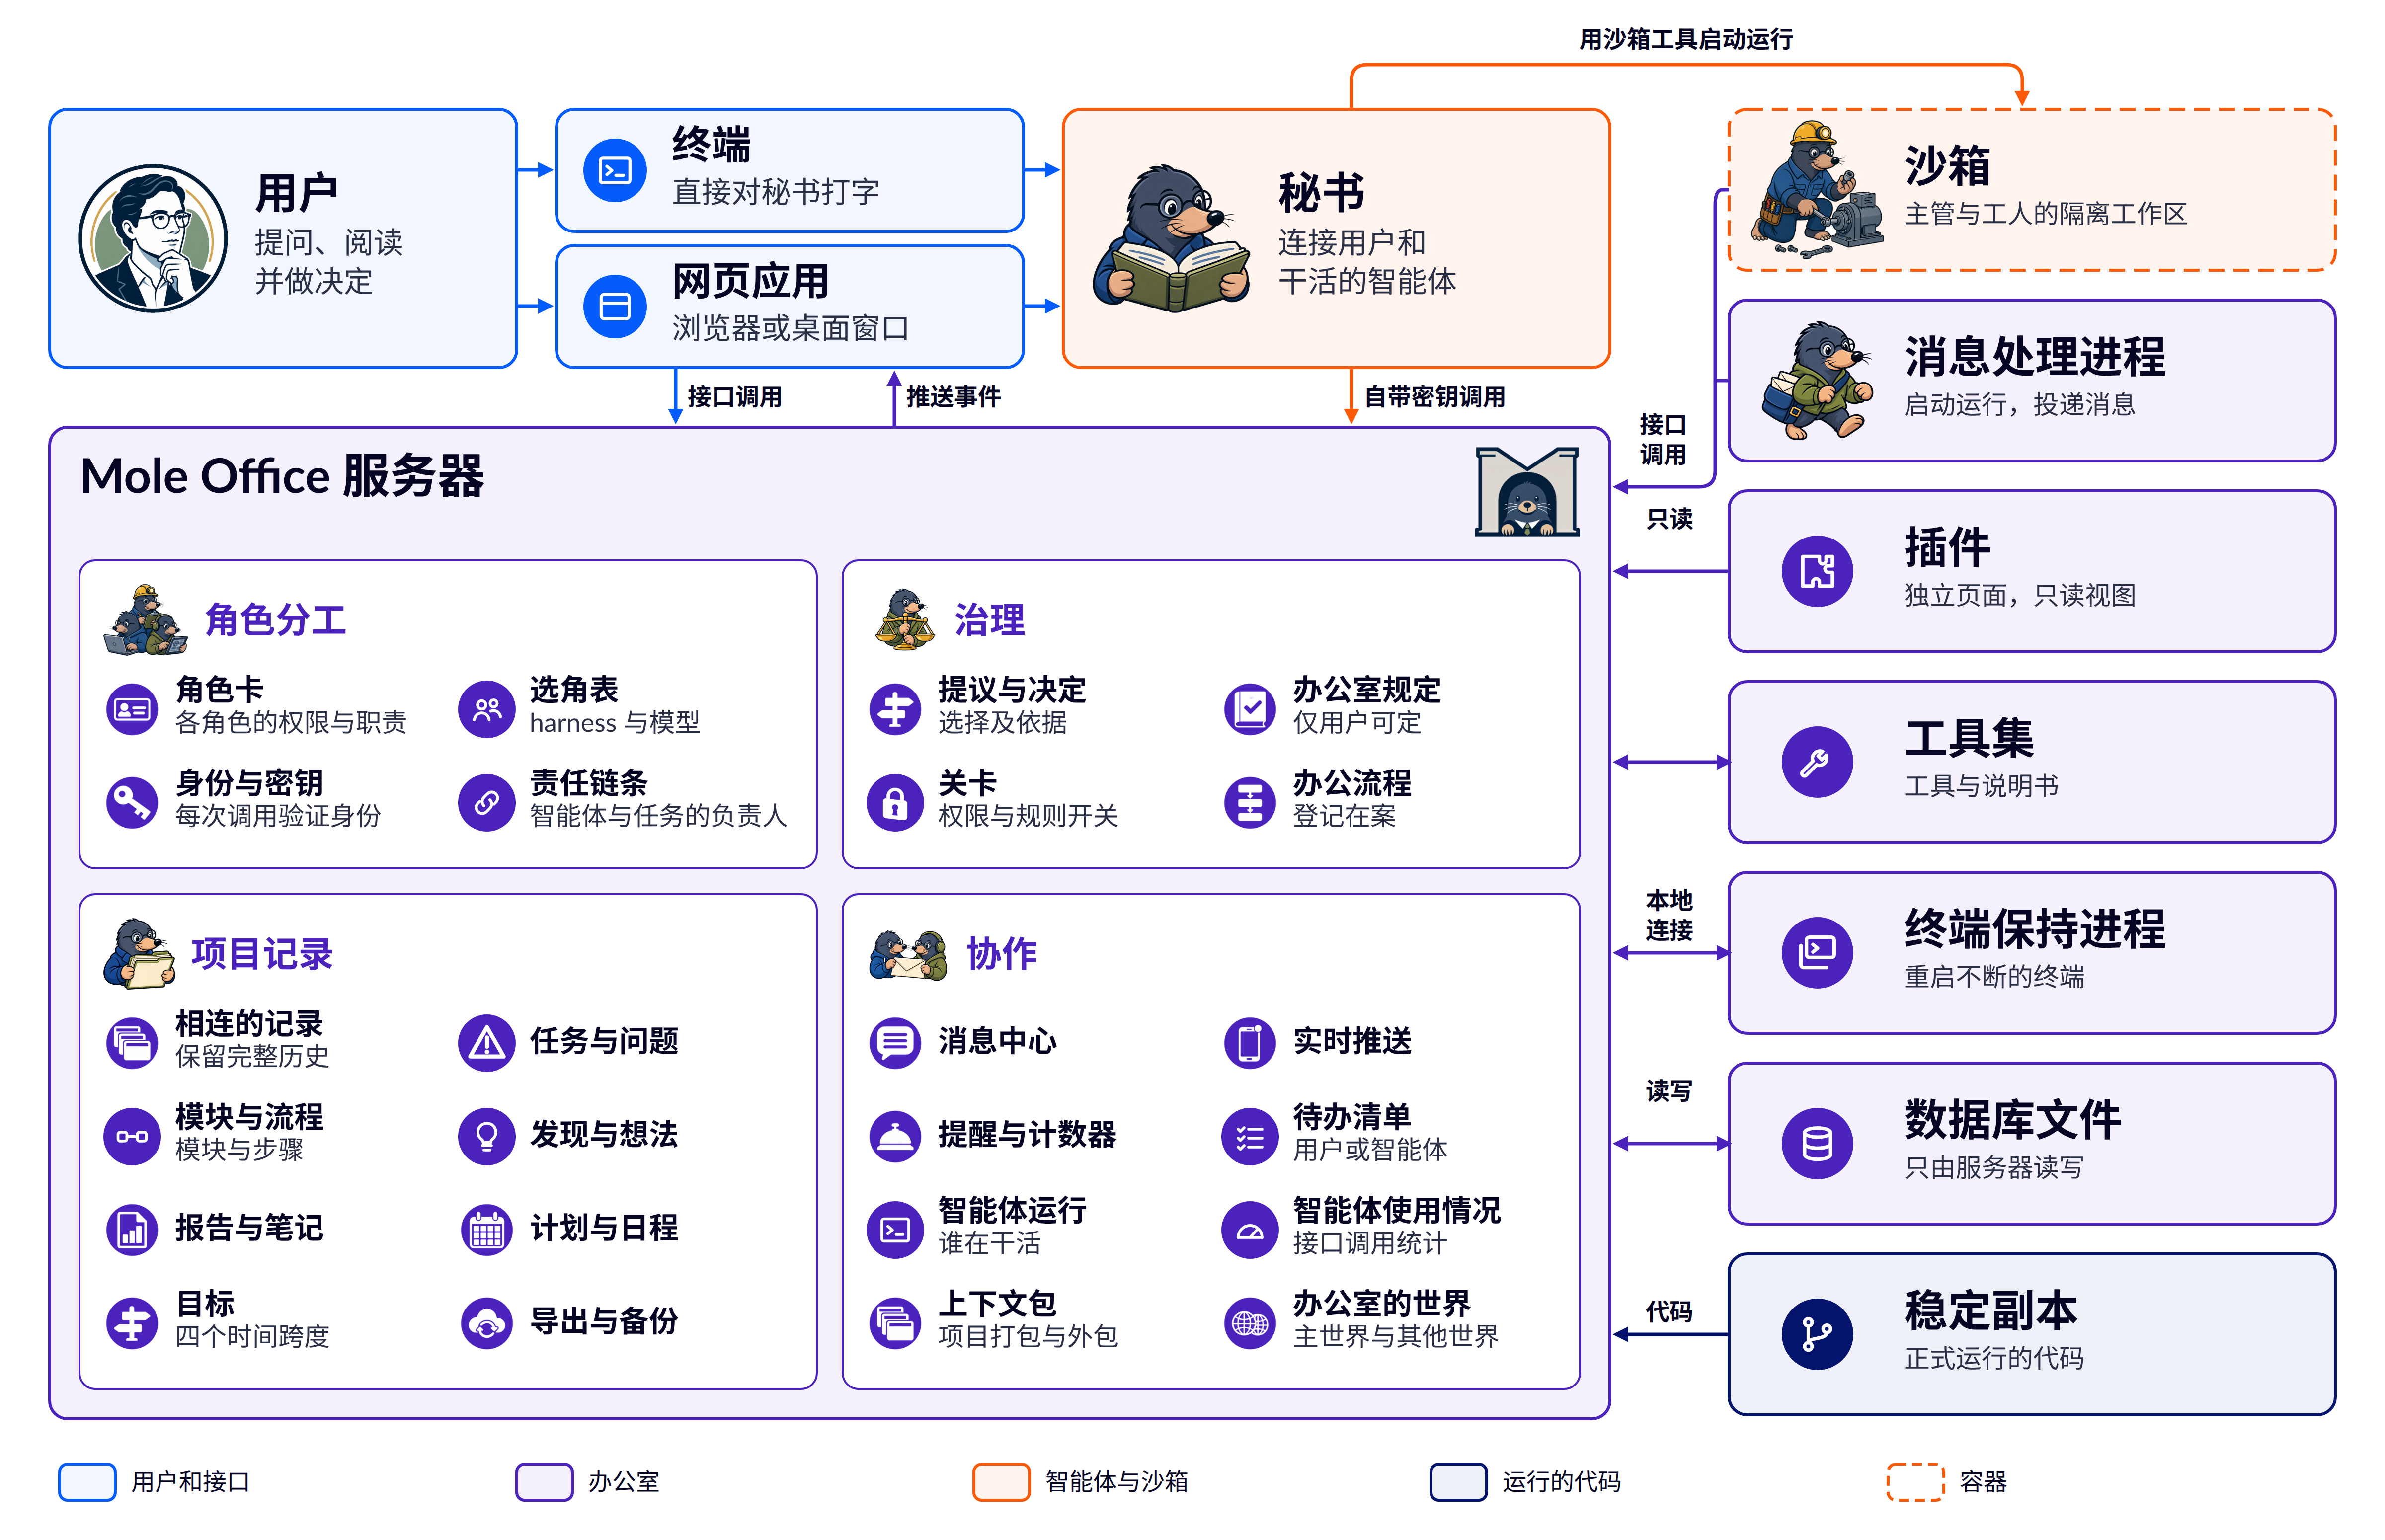 用沙箱工具启动运行
用户
提问、阅读
并做决定
终端
直接对秘书打字
网页应用
浏览器或桌面窗口
秘书
连接用户和
干活的智能体
沙箱
主管与工人的隔离工作区
接口调用
推送事件
自带密钥调用
消息处理进程
启动运行，投递消息
接口
调用
Mole Office 服务器
只读
插件
独立页面，只读视图
角色分工
角色卡
各角色的权限与职责
选角表
harness 与模型
身份与密钥
每次调用验证身份
责任链条
智能体与任务的负责人
治理
提议与决定
选择及依据
办公室规定
仅用户可定
关卡
权限与规则开关
办公流程
登记在案
工具集
工具与说明书
项目记录
相连的记录
保留完整历史
任务与问题
模块与流程
模块与步骤
发现与想法
报告与笔记
计划与日程
目标
四个时间跨度
导出与备份
协作
消息中心
实时推送
提醒与计数器
待办清单
用户或智能体
智能体运行
谁在干活
智能体使用情况
接口调用统计
上下文包
项目打包与外包
办公室的世界
主世界与其他世界
本地
连接
终端保持进程
重启不断的终端
读写
数据库文件
只由服务器读写
代码
稳定副本
正式运行的代码
用户和接口
办公室
智能体与沙箱
运行的代码
容器